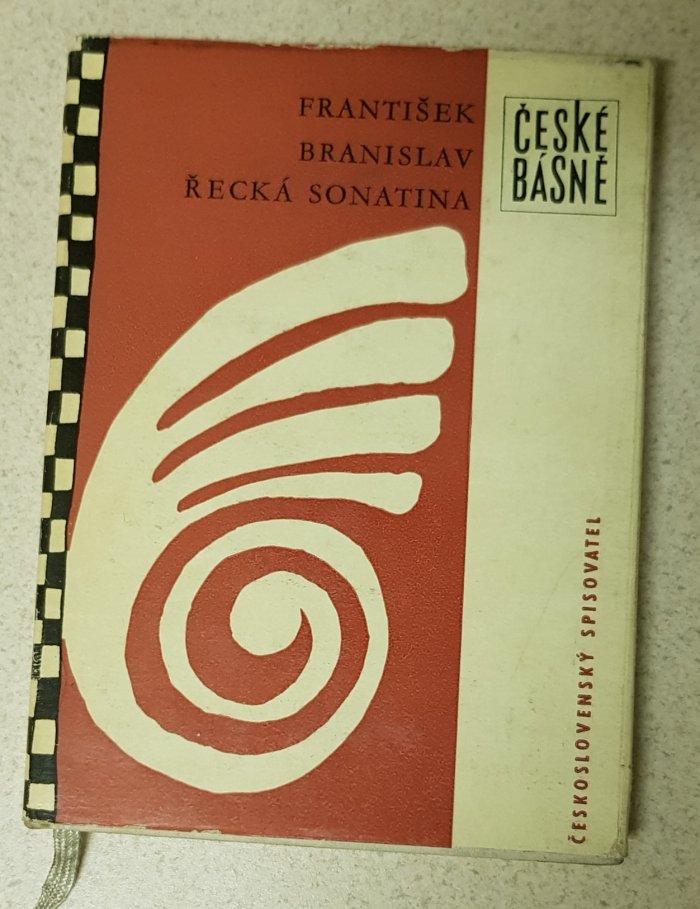 FRANTIŠEK
BRANISLAV
ŘECKÁ SONATINA
ČESKÉ
BÁSNĚ
ČESKOSLOVENSKÝ SPISOVATEL